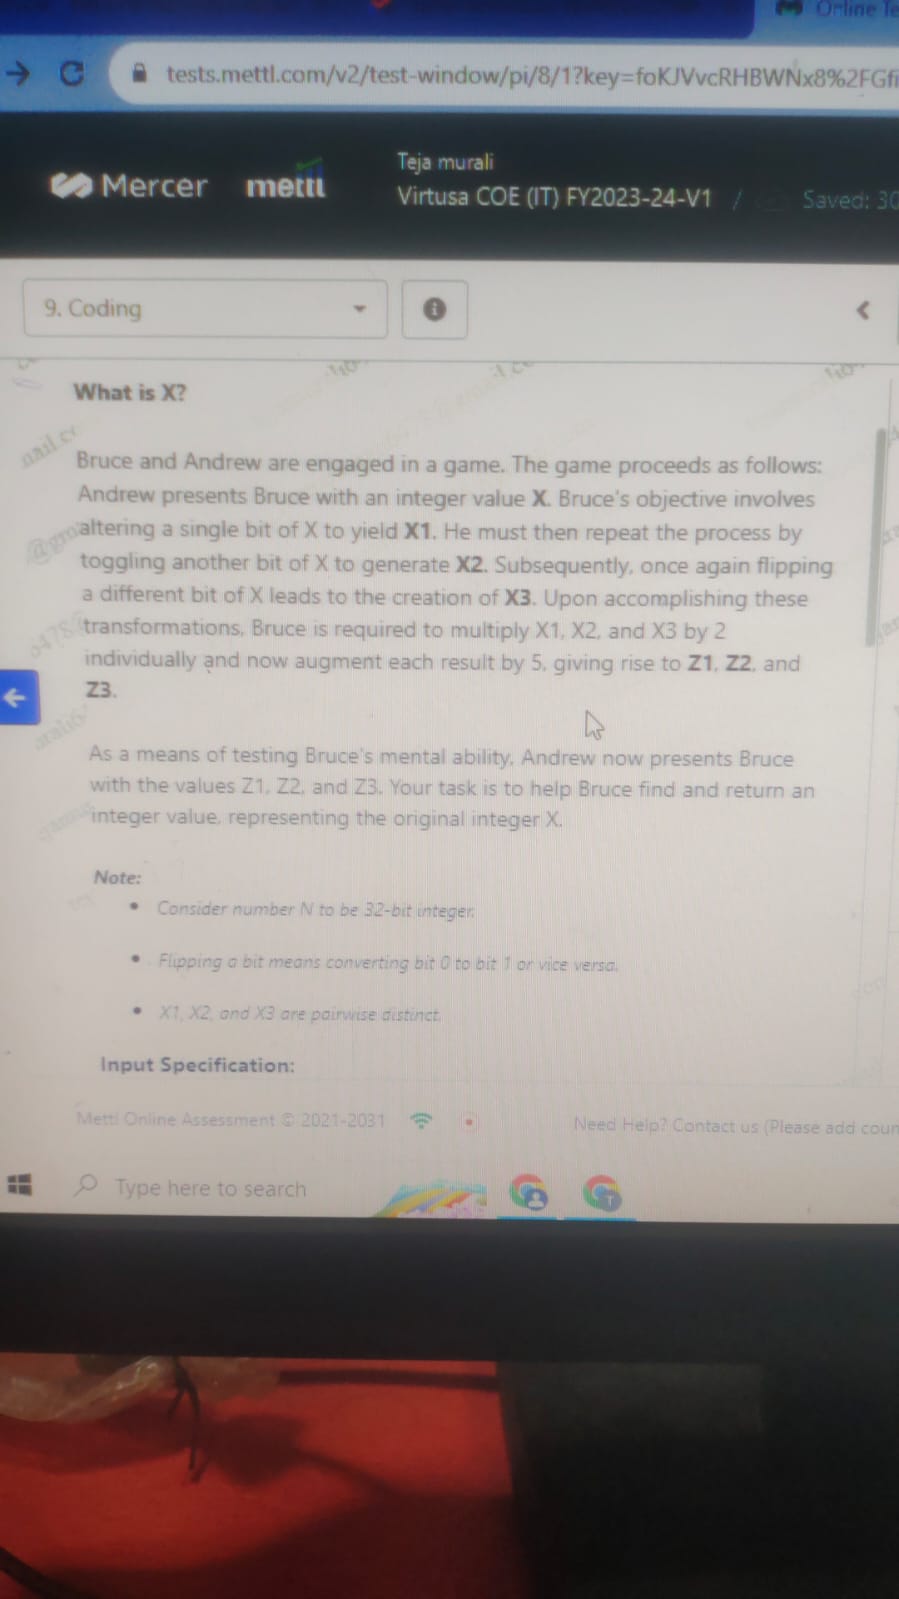 Online Te
tests.mettl.com/v2/test-window/pi/8/1?key=foKJVvcRHBWNx8%2FGfi
Mercer mettl
Teja murali
Virtusa COE (IT) FY2023-24-V1 / Saved: 30
9. Coding
What is X?
Bruce and Andrew are engaged in a game. The game proceeds as follows:
Andrew presents Bruce with an integer value X. Bruce's objective involves
altering a single bit of X to yield X1. He must then repeat the process by
toggling another bit of X to generate X2. Subsequently, once again flipping
a different bit of X leads to the creation of X3. Upon accomplishing these
transformations, Bruce is required to multiply X1, X2, and X3 by 2
individually and now augment each result by 5, giving rise to Z1, Z2, and
Z3.
As a means of testing Bruce's mental ability, Andrew now presents Bruce
with the values Z1, Z2, and Z3. Your task is to help Bruce find and return an
integer value, representing the original integer X.
Note:
• Consider number N to be 32-bit integer.
• Flipping a bit means converting bit 0 to bit 1 or vice versa.
• X1, X2, and X3 are pairwise distinct.
Input Specification:
Mettl Online Assessment © 2021-2031
Need Help? Contact us (Please add coun
Type here to search